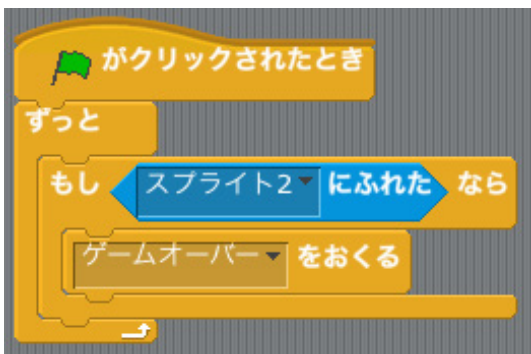 がクリックされたとき
ずっと
もし スプライト2 にふれた なら
ゲームオーバー をおくる